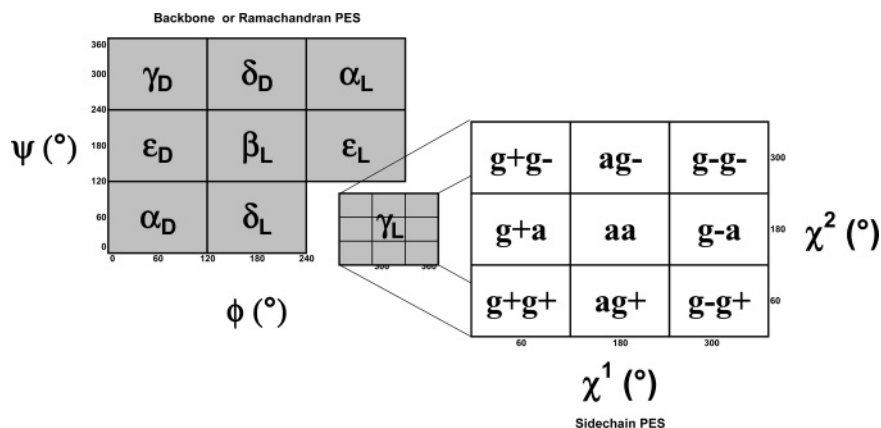 Backbone or Ramachandran PES
360
γD δD αL
300
240
ψ (°) εD βL εL
180
120
αD δL γL
60
0
0 60 120 180 240 300 360
ϕ (°)
g+g- ag- g-g- 300
g+a aa g-a 180 χ2 (°)
g+g+ ag+ g-g+ 60
60 180 300
χ1 (°)
Sidechain PES